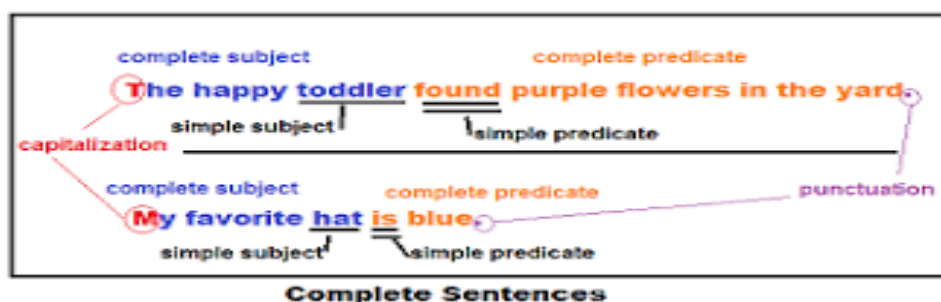 complete subject complete predicate
The happy toddler found purple flowers in the yard.
simple subject simple predicate
capitalization
complete subject complete predicate punctuation
My favorite hat is blue.
simple subject simple predicate
Complete Sentences